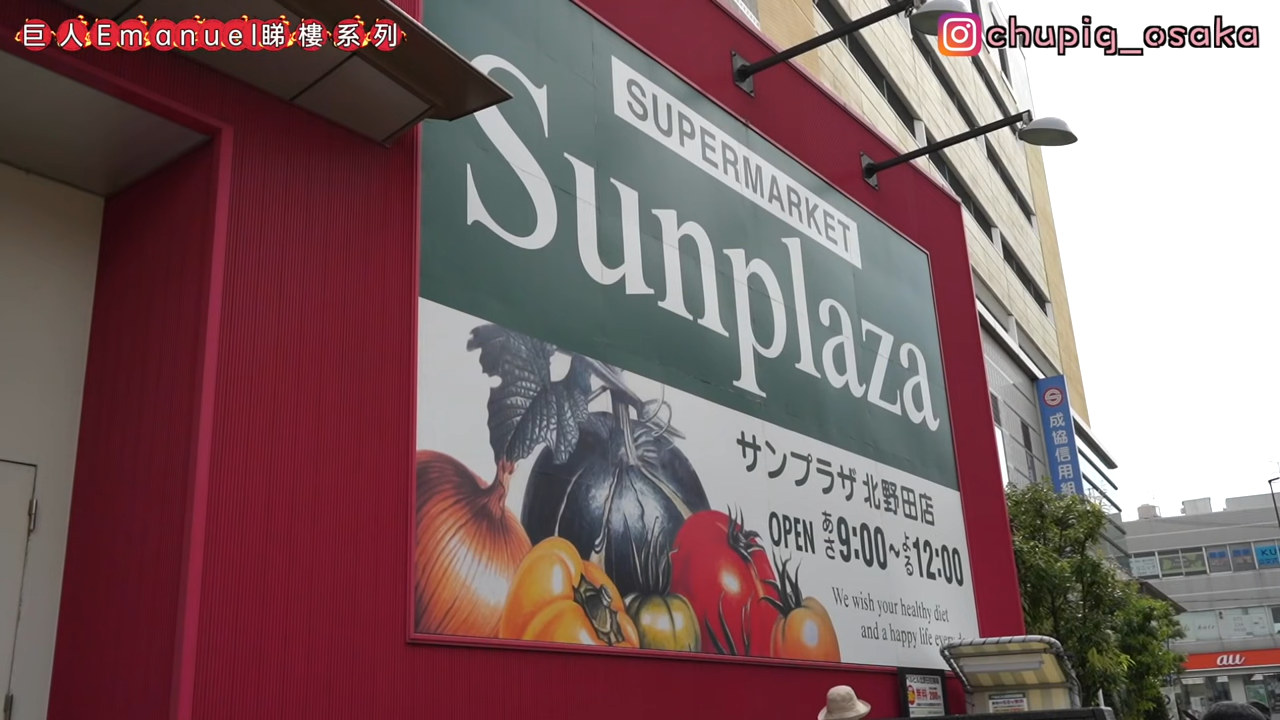 巨人Emanuel睇樓系列
chupig_osaka
SUPERMARKET
Sunplaza
サンプラザ 北野田店
OPEN あさ9:00~よる12:00
We wish your healthy diet
and a happy life
成協信用組
au